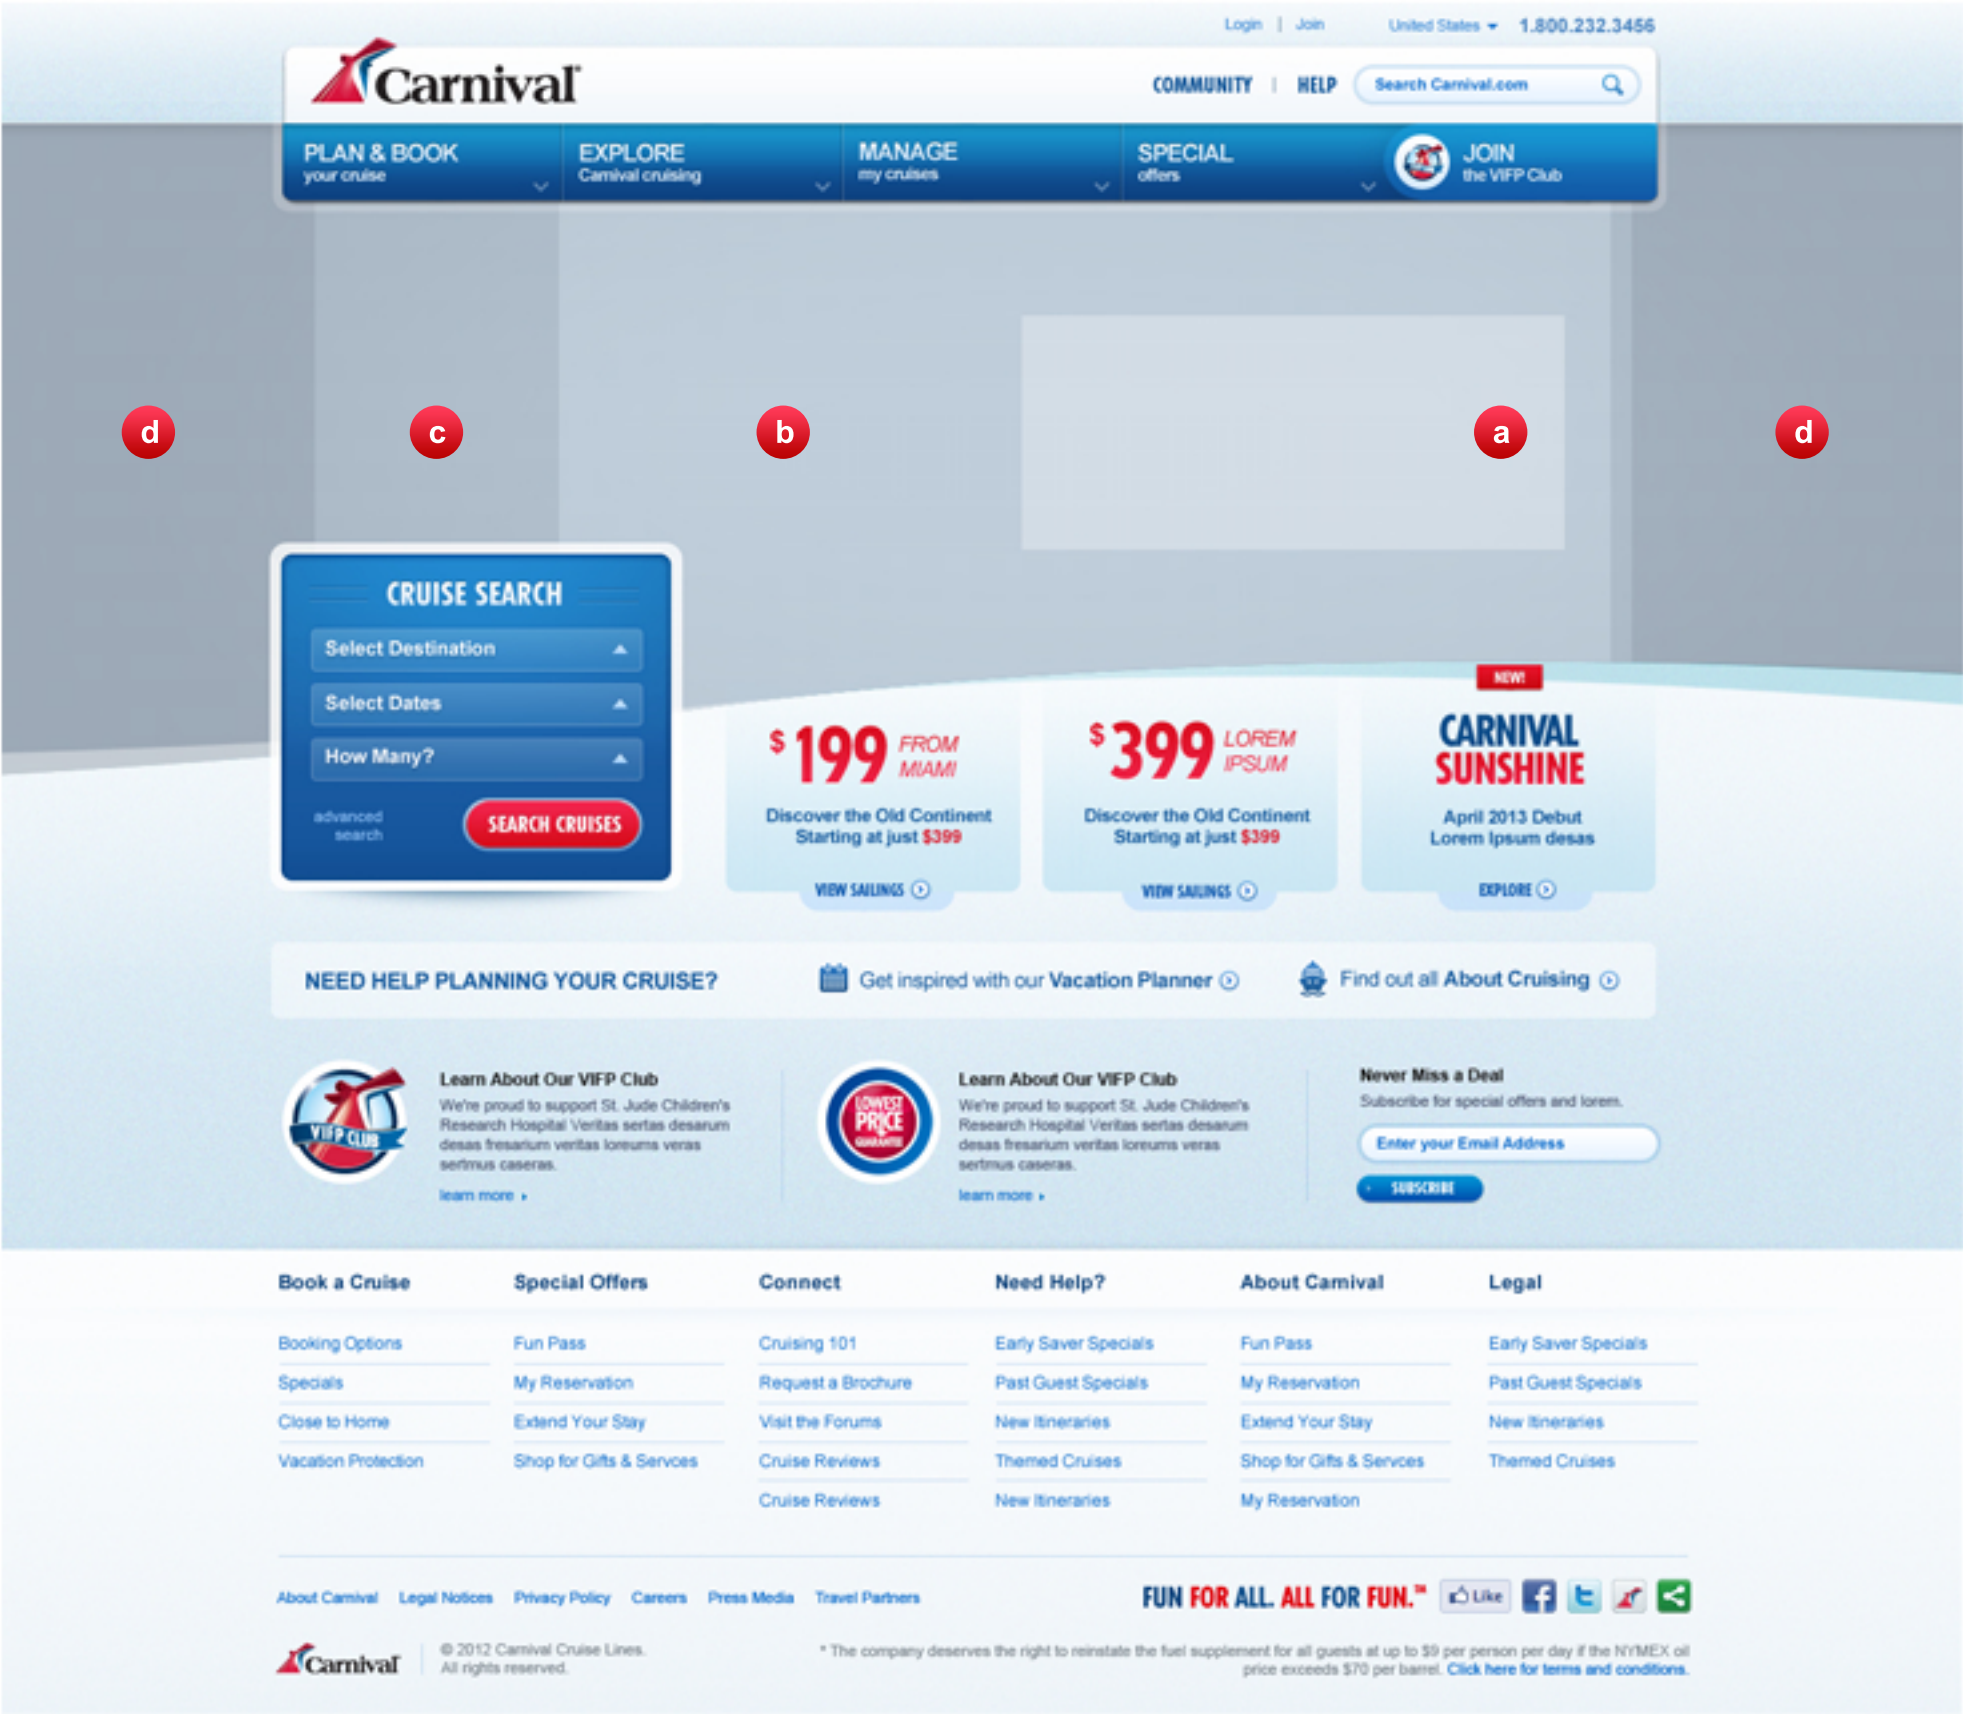 Login | Join United States 1.800.232.3456
Carnival
COMMUNITY | HELP Search Carnival.com
PLAN & BOOK
your cruise
EXPLORE
Carnival cruising
MANAGE
my cruises
SPECIAL
offers
JOIN
the VIFP Club
d
c
b
a
d
CRUISE SEARCH
Select Destination
Select Dates
How Many?
advanced
search
SEARCH CRUISES
$199 FROM
MIAMI
Discover the Old Continent
Starting at just $399
VIEW SAILINGS
$399 LOREM
IPSUM
Discover the Old Continent
Starting at just $399
VIEW SAILINGS
NEW!
CARNIVAL
SUNSHINE
April 2013 Debut
Lorem Ipsum desas
EXPLORE
NEED HELP PLANNING YOUR CRUISE?
Get inspired with our Vacation Planner
Find out all About Cruising
VIFP CLUB
Learn About Our VIFP Club
We're proud to support St. Jude Children's
Research Hospital Veritas sertas desarum
desas fresarium veritas loreums veras
sertmus caseras.
learn more
LOWEST
PRICE
GUARANTEE
Learn About Our VIFP Club
We're proud to support St. Jude Children's
Research Hospital Veritas sertas desarum
desas fresarium veritas loreums veras
sertmus caseras.
learn more
Never Miss a Deal
Subscribe for special offers and lorem.
Enter your Email Address
SUBSCRIBE
Book a Cruise
Booking Options
Specials
Close to Home
Vacation Protection
Special Offers
Fun Pass
My Reservation
Extend Your Stay
Shop for Gifts & Servces
Connect
Cruising 101
Request a Brochure
Visit the Forums
Cruise Reviews
Cruise Reviews
Need Help?
Early Saver Specials
Past Guest Specials
New Itineraries
Themed Cruises
New Itineraries
About Carnival
Fun Pass
My Reservation
Extend Your Stay
Shop for Gifts & Servces
My Reservation
Legal
Early Saver Specials
Past Guest Specials
New Itineraries
Themed Cruises
About Carnival Legal Notices Privacy Policy Careers Press Media Travel Partners
FUN FOR ALL. ALL FOR FUN.™ Like
Carnival
© 2012 Carnival Cruise Lines.
All rights reserved.
* The company deserves the right to reinstate the fuel supplement for all guests at up to $9 per person per day if the NYMEX oil
price exceeds $70 per barrel. Click here for terms and conditions.